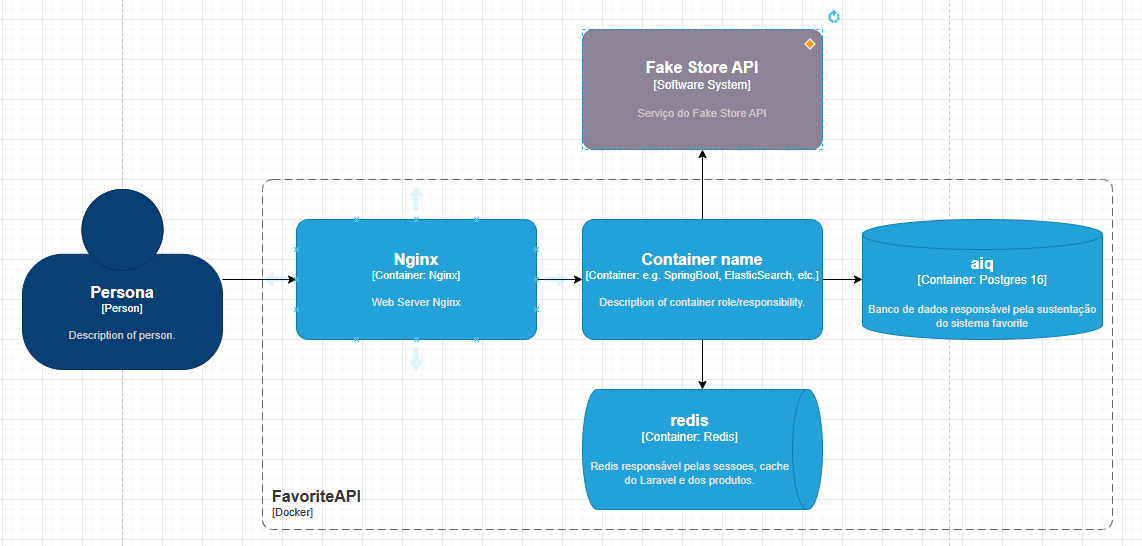 Fake Store API
[Software System]
Serviço do Fake Store API
Persona
[Person]
Description of person.
Nginx
[Container: Nginx]
Web Server Nginx
Container name
[Container: e.g. SpringBoot, ElasticSearch, etc.]
Description of container role/responsibility.
aiq
[Container: Postgres 16]
Banco de dados responsável pela sustentação
do sistema favorite
redis
[Container: Redis]
Redis responsável pelas sessoes, cache
do Laravel e dos produtos.
FavoriteAPI
[Docker]